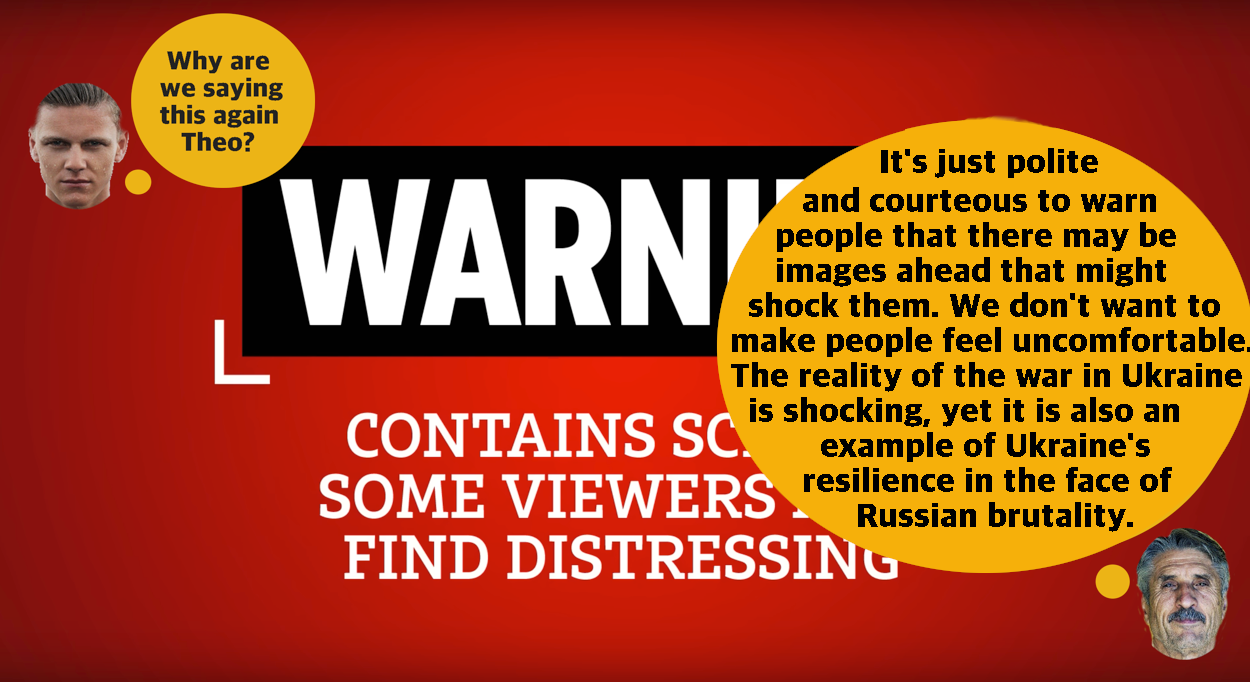 Why are
we saying
this again
Theo?
WARNI
CONTAINS SC
SOME VIEWERS
FIND DISTRESSING
It's just polite
and courteous to warn
people that there may be
images ahead that might
shock them. We don't want to
make people feel uncomfortable.
The reality of the war in Ukraine
is shocking, yet it is also an
example of Ukraine's
resilience in the face of
Russian brutality.